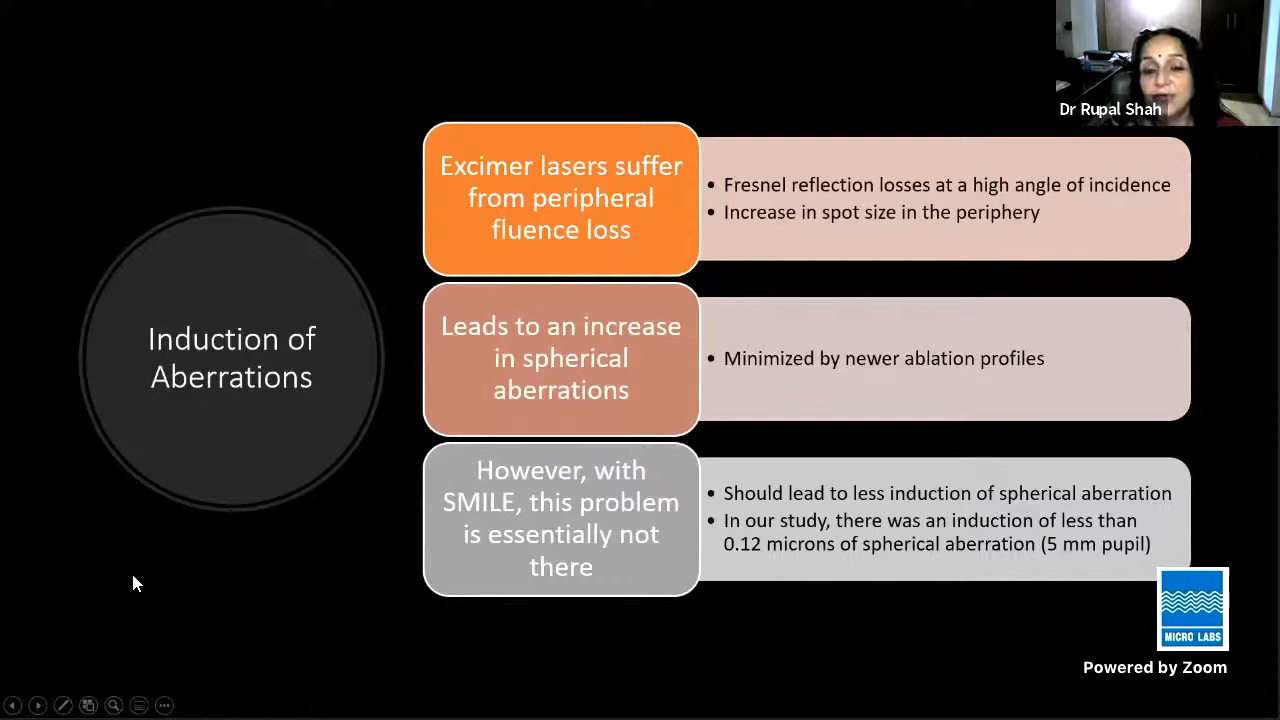 Dr Rupal Shah
Induction of
Aberrations
Excimer lasers suffer
from peripheral
fluence loss
• Fresnel reflection losses at a high angle of incidence
• Increase in spot size in the periphery
Leads to an increase
in spherical
aberrations
• Minimized by newer ablation profiles
However, with
SMILE, this problem
is essentially not
there
• Should lead to less induction of spherical aberration
• In our study, there was an induction of less than
0.12 microns of spherical aberration (5 mm pupil)
MICRO LABS
Powered by Zoom